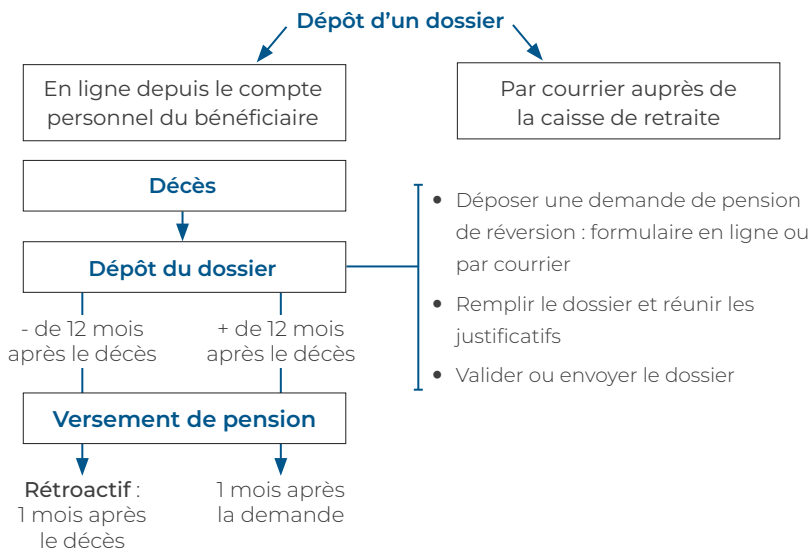 Dépôt d’un dossier
En ligne depuis le compte
personnel du bénéficiaire
Par courrier auprès de
la caisse de retraite
Décès
Dépôt du dossier
• Déposer une demande de pension
de réversion : formulaire en ligne ou
par courrier
• Remplir le dossier et réunir les
justificatifs
• Valider ou envoyer le dossier
- de 12 mois
après le décès
+ de 12 mois
après le décès
Versement de pension
Rétroactif :
1 mois après
le décès
1 mois après
la demande